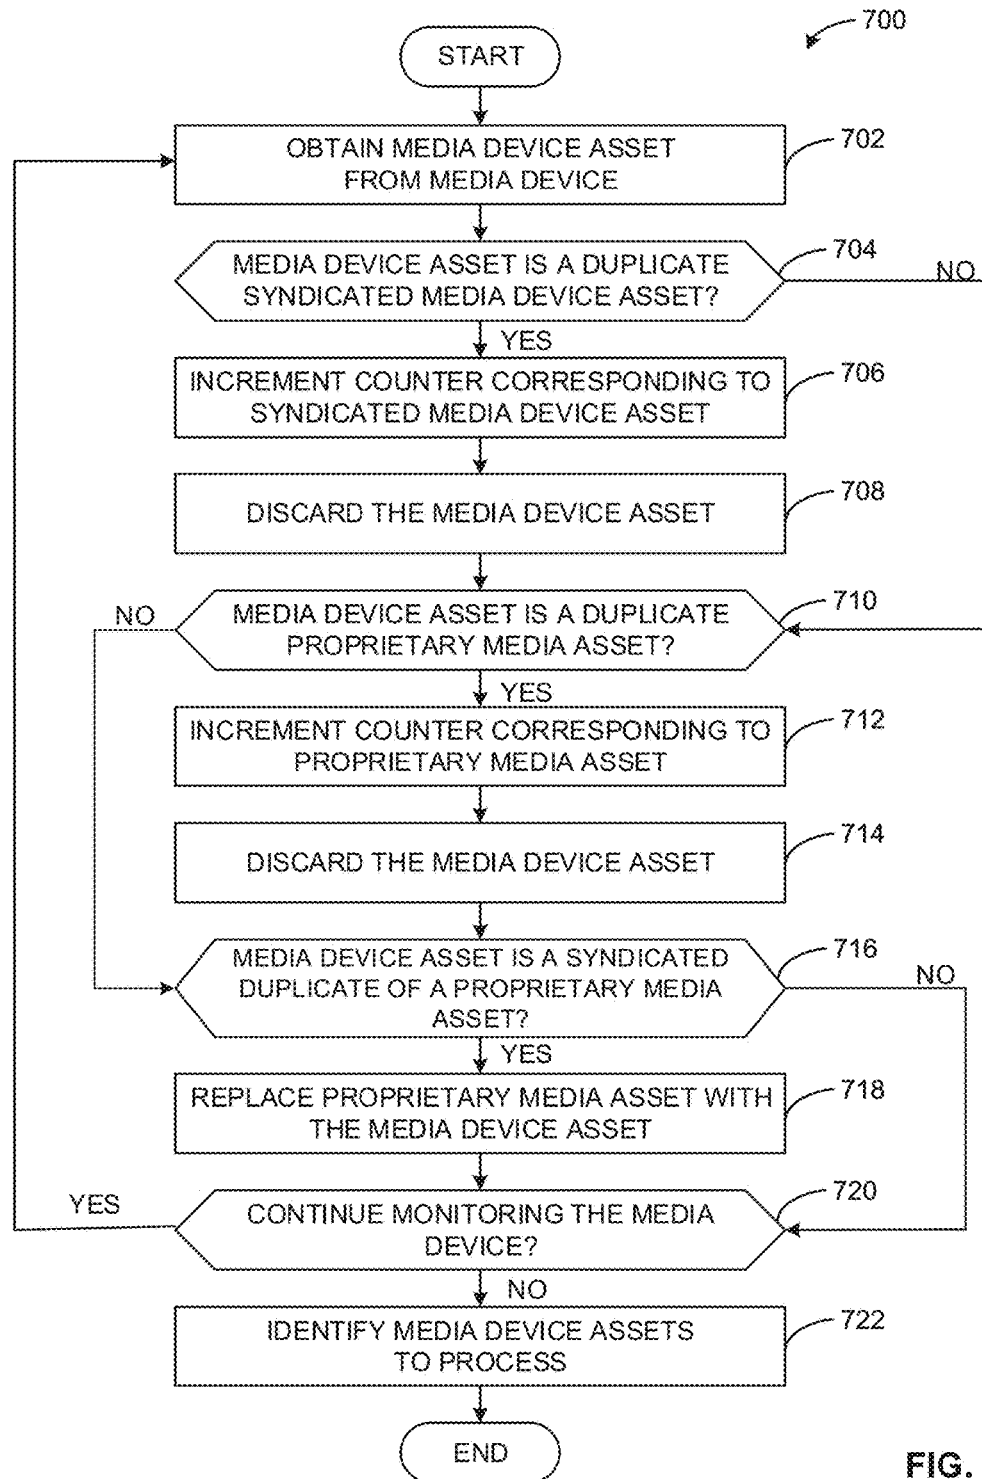 700
START
OBTAIN MEDIA DEVICE ASSET
FROM MEDIA DEVICE
702
MEDIA DEVICE ASSET IS A DUPLICATE
SYNDICATED MEDIA DEVICE ASSET?
704
NO
YES
INCREMENT COUNTER CORRESPONDING TO
SYNDICATED MEDIA DEVICE ASSET
706
DISCARD THE MEDIA DEVICE ASSET
708
NO
MEDIA DEVICE ASSET IS A DUPLICATE
PROPRIETARY MEDIA ASSET?
710
YES
INCREMENT COUNTER CORRESPONDING TO
PROPRIETARY MEDIA ASSET
712
DISCARD THE MEDIA DEVICE ASSET
714
MEDIA DEVICE ASSET IS A SYNDICATED
DUPLICATE OF A PROPRIETARY MEDIA
ASSET?
716
NO
YES
REPLACE PROPRIETARY MEDIA ASSET WITH
THE MEDIA DEVICE ASSET
718
YES
CONTINUE MONITORING THE MEDIA
DEVICE?
720
NO
IDENTIFY MEDIA DEVICE ASSETS
TO PROCESS
722
END
FIG.